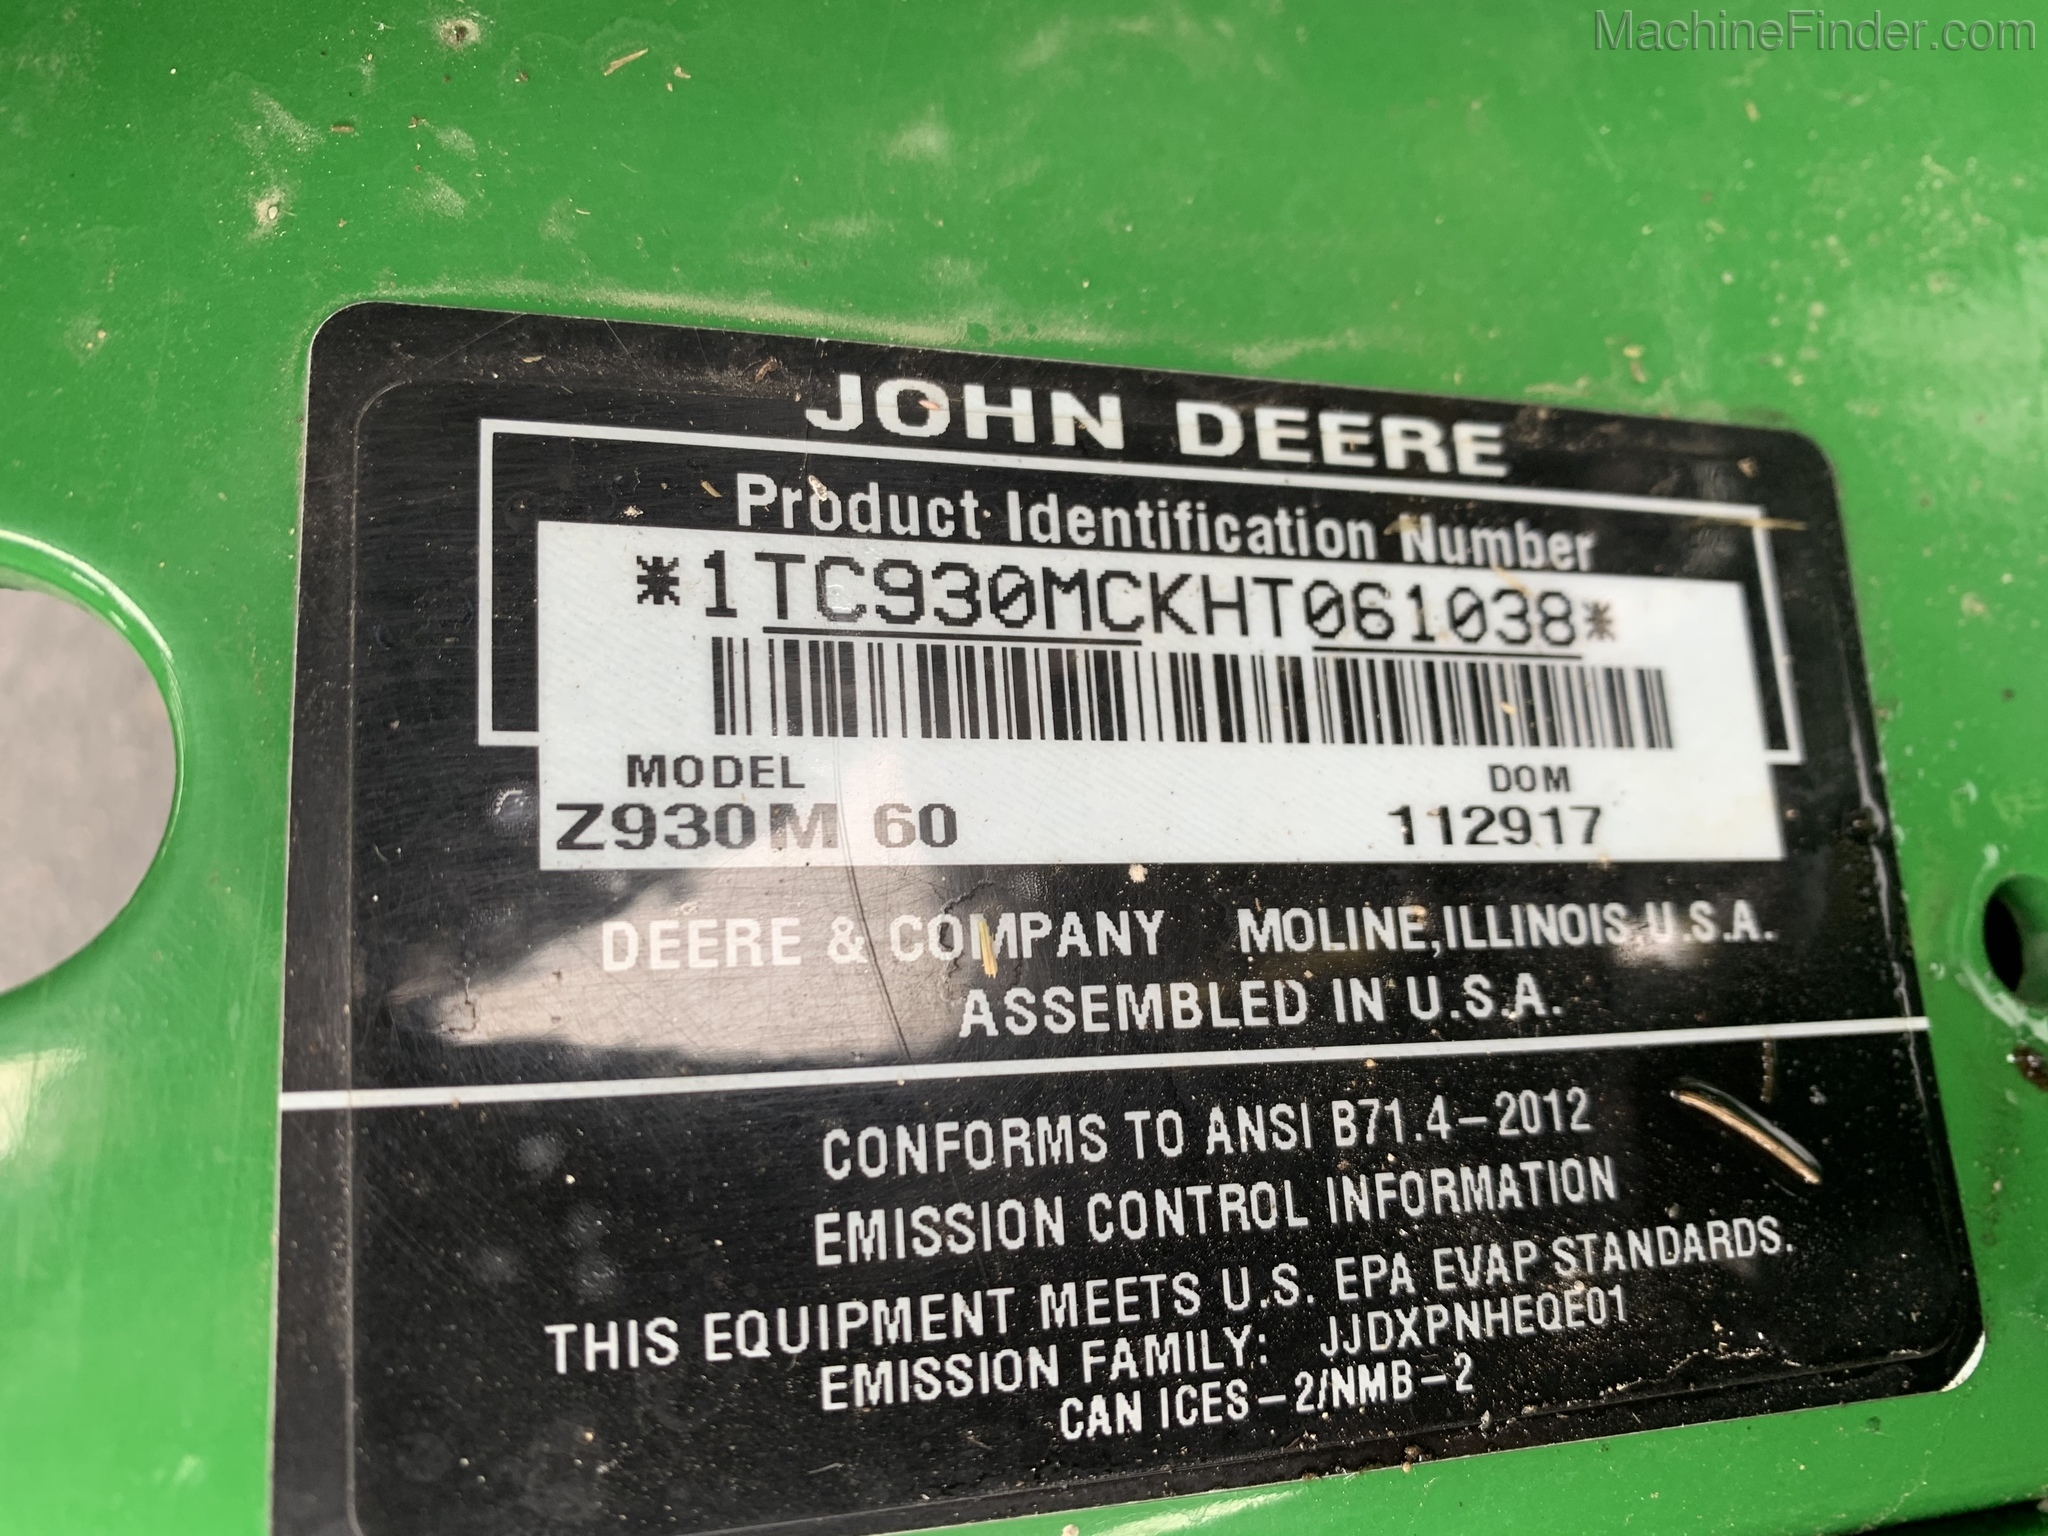 MachineFinder.com
JOHN DEERE
Product Identification Number
*1TC930MCKHT061038*
MODEL DOM
Z930M 60 112917
DEERE & COMPANY MOLINE, ILLINOIS, U.S.A.
ASSEMBLED IN U.S.A.
CONFORMS TO ANSI B71.4-2012
EMISSION CONTROL INFORMATION
THIS EQUIPMENT MEETS U.S. EPA EVAP STANDARDS.
EMISSION FAMILY: JJDXPNHEQE01
CAN ICES-2/NMB-2